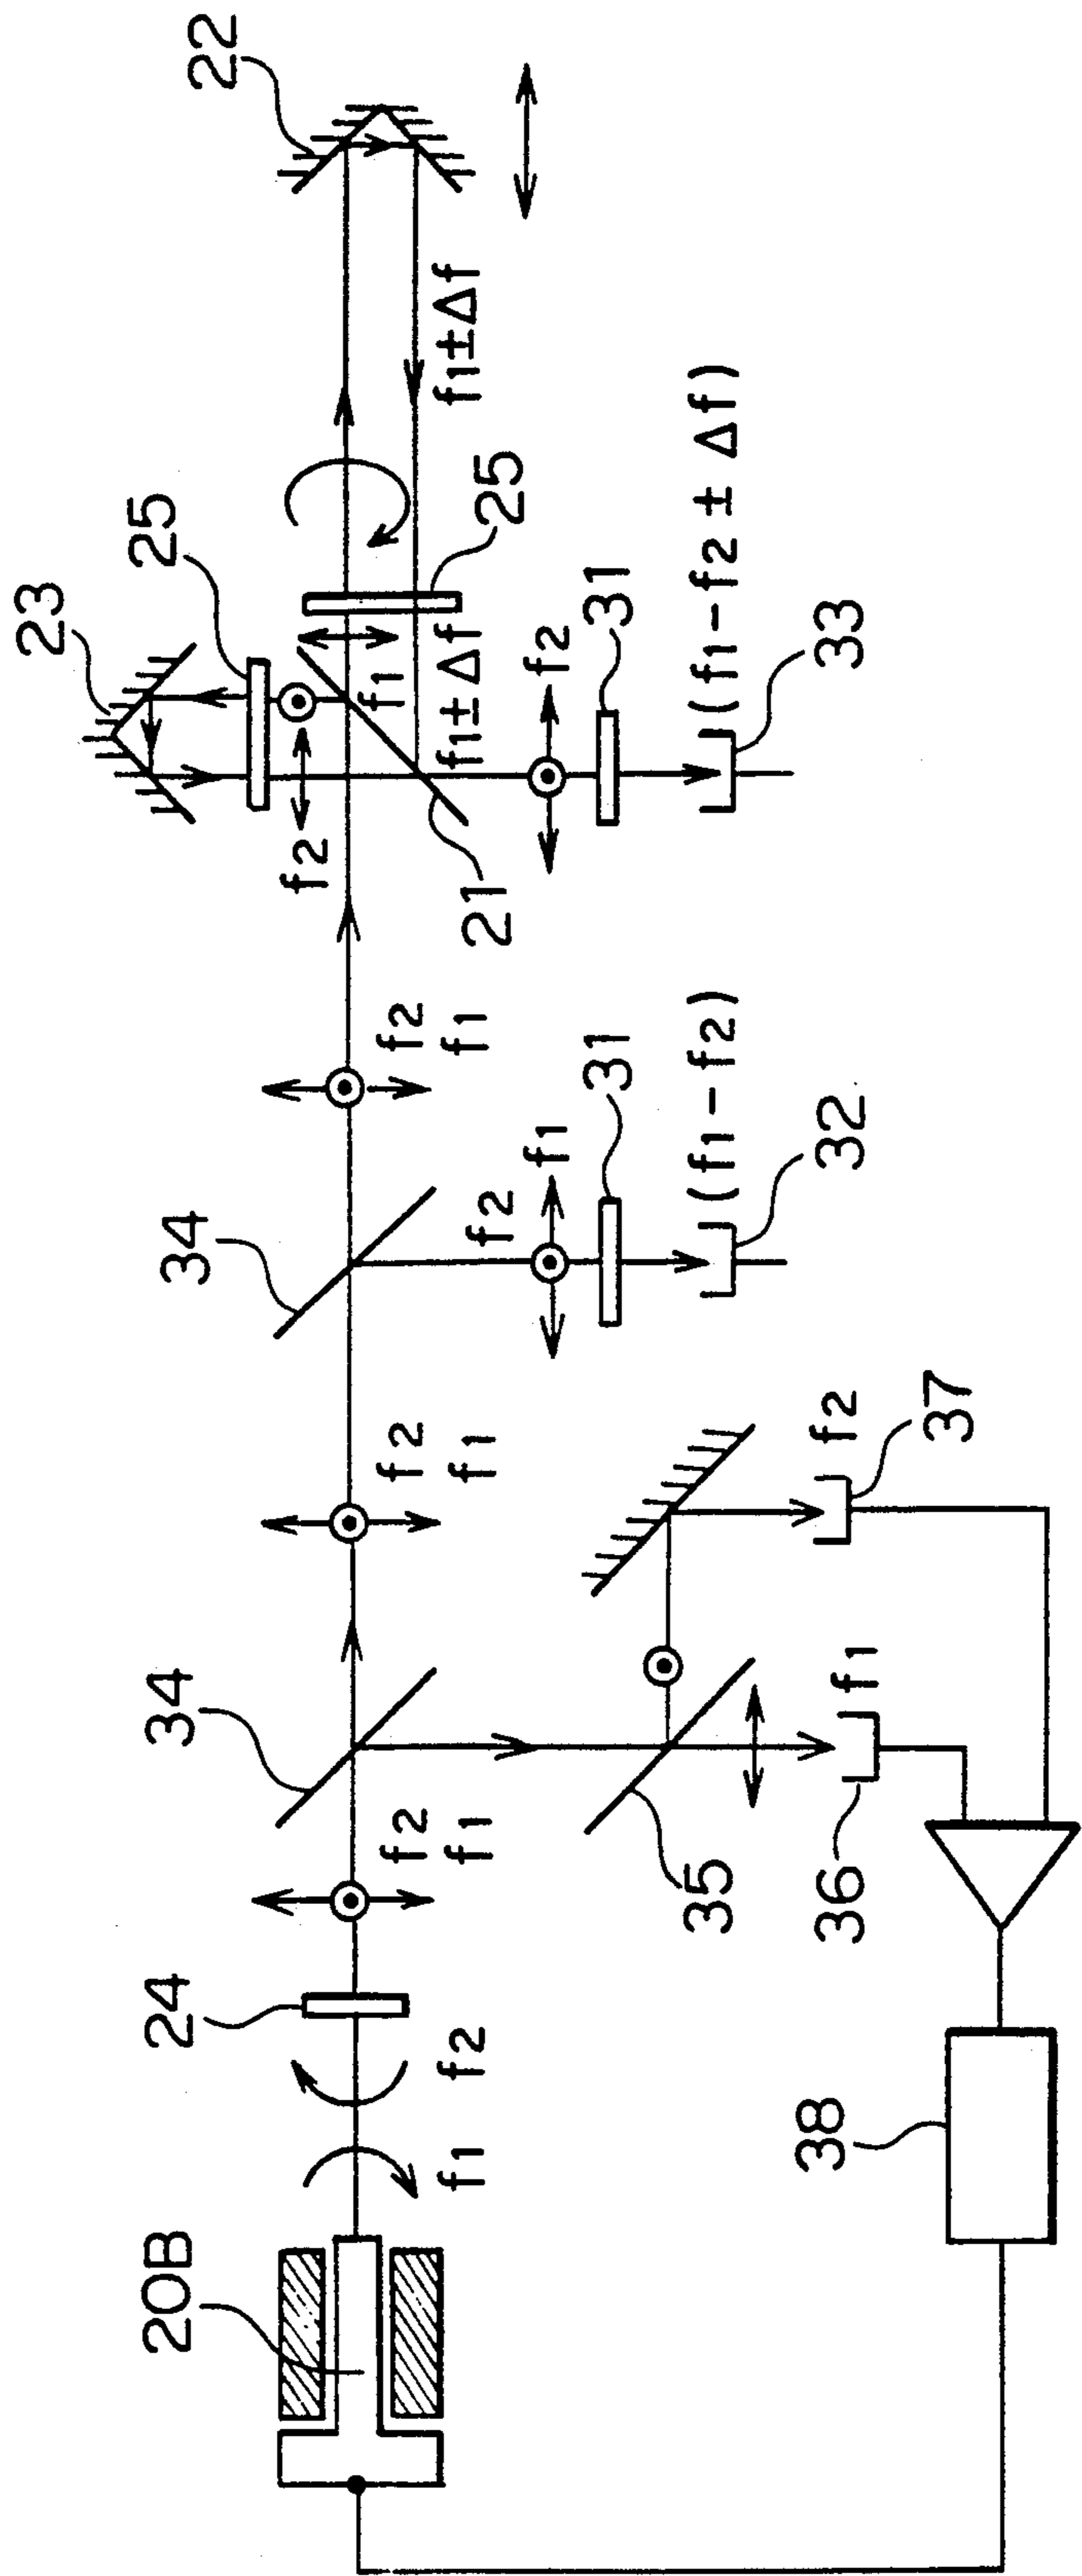 22
23
25
f₁±Δf
25
f₂
f₁
f₁±Δf
f₂
31
(f₁-f₂±Δf)
33
21
f₂
f₁
34
f₂
f₁
31
(f₁-f₂)
32
f₂
f₁
34
f₂
37
35
f₁
36
f₂
f₁
24
f₂
f₁
20B
38